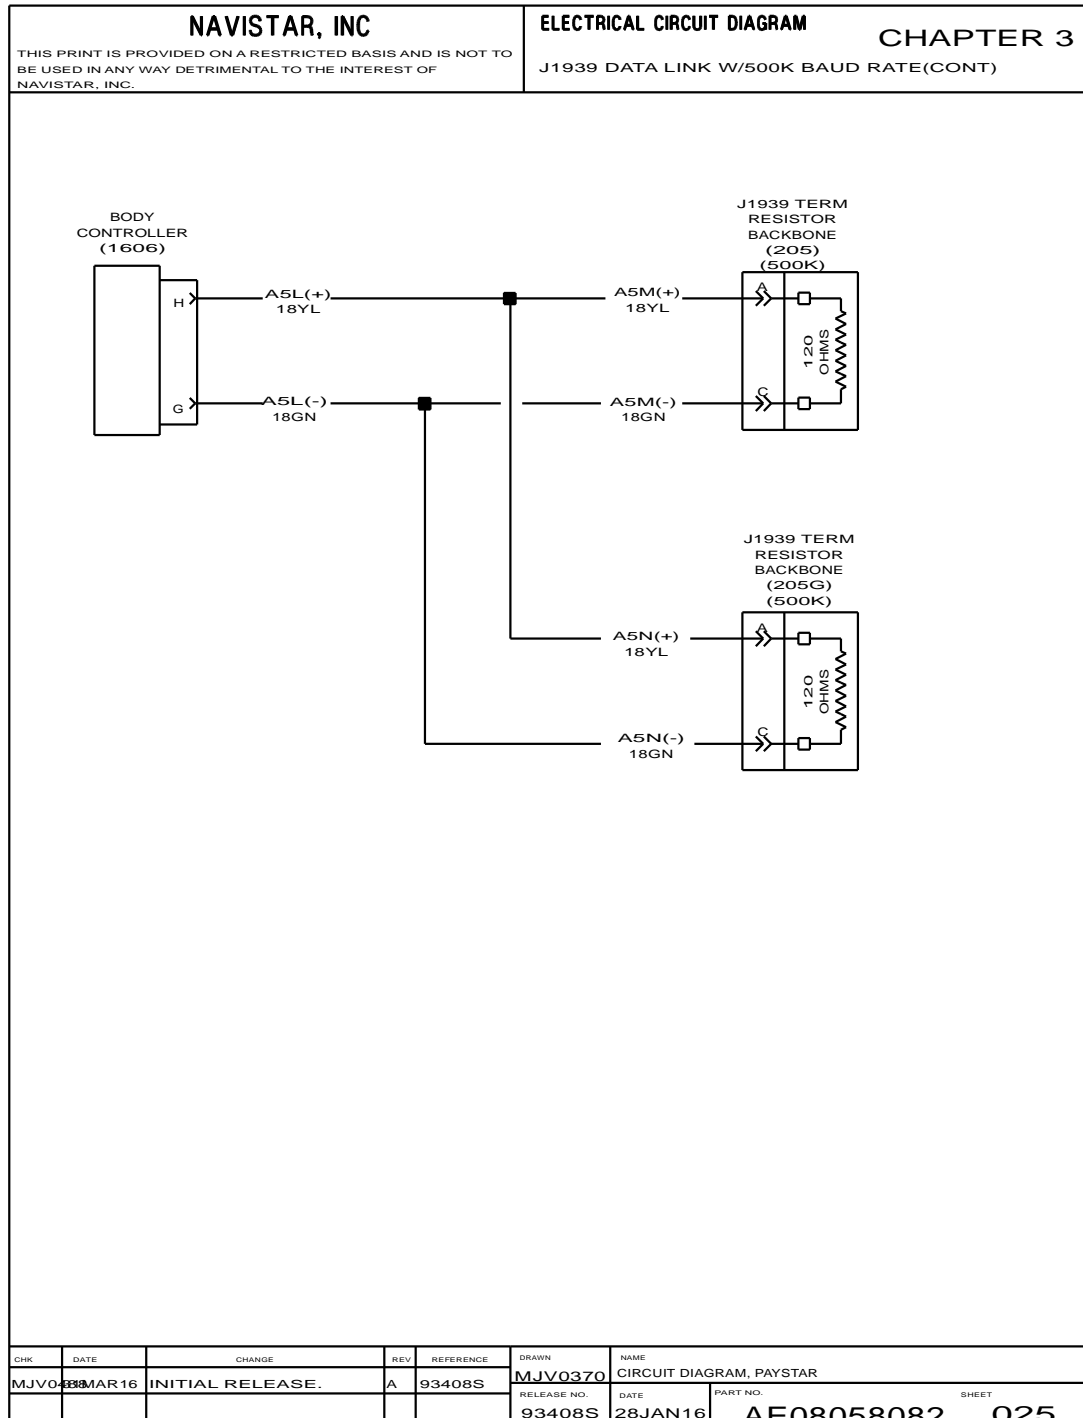 NAVISTAR, INC
THIS PRINT IS PROVIDED ON A RESTRICTED BASIS AND IS NOT TO
BE USED IN ANY WAY DETRIMENTAL TO THE INTEREST OF
NAVISTAR, INC.
ELECTRICAL CIRCUIT DIAGRAM
CHAPTER 3
J1939 DATA LINK W/500K BAUD RATE(CONT)
BODY
CONTROLLER
(1606)
H
G
A5L(+)
18YL
A5L(-)
18GN
A5M(+)
18YL
A5M(-)
18GN
J1939 TERM
RESISTOR
BACKBONE
(205)
(500K)
A
C
120
OHMS
J1939 TERM
RESISTOR
BACKBONE
(205G)
(500K)
A5N(+)
18YL
A5N(-)
18GN
A
C
120
OHMS
CHK DATE CHANGE REV REFERENCE
INITIAL RELEASE. A 93408S
DRAWN
MJV0370
NAME
CIRCUIT DIAGRAM, PAYSTAR
RELEASE NO.
93408S
DATE
28JAN16
PART NO.
AE08058082
SHEET
025